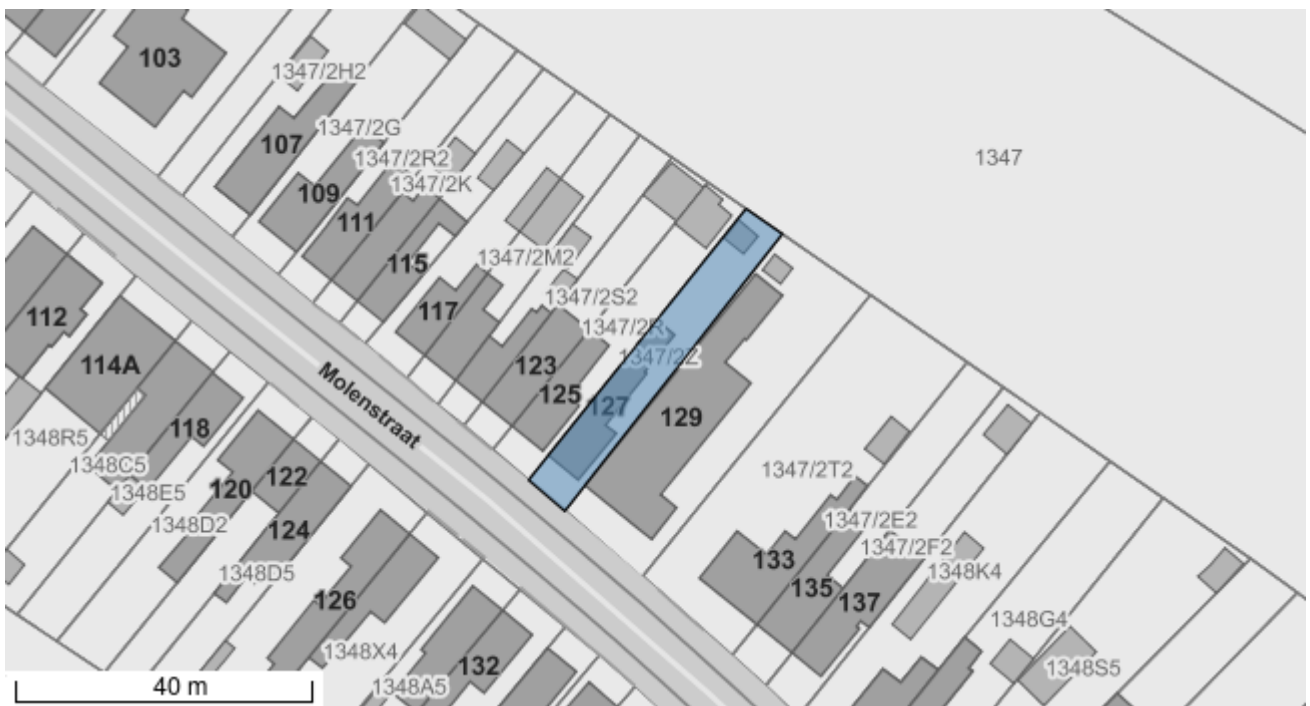 103
1347/2H2
107
1347/2G
1347
1347/2R2
1347/2K
109
111
115
1347/2M2
117
1347/2S2
112
1347/2R
1347/2Z
123
114A
125
127
129
Molenstraat
118
1348R5
1348C5
1348E5
1348D2
120
122
124
1347/2T2
1347/2E2
1347/2F2
133
1348K4
135
137
1348D5
126
1348G4
1348X4
132
1348S5
1348A5
40 m